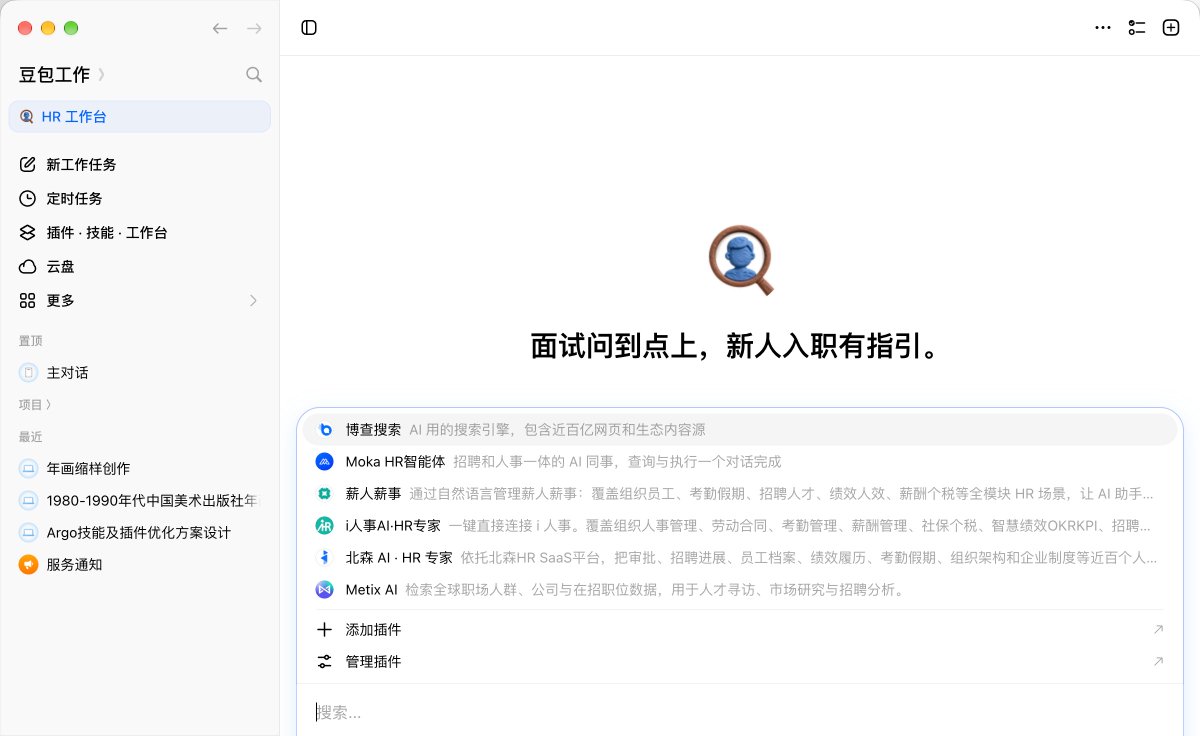 豆包工作
HR 工作台
新工作任务
定时任务
插件 · 技能 · 工作台
云盘
更多
置顶
主对话
项目
最近
年画缩样创作
1980-1990年代中国美术出版社年
Argo技能及插件优化方案设计
服务通知
面试问到点上，新人入职有指引。
博查搜索 AI 用的搜索引擎，包含近百亿网页和生态内容源
Moka HR智能体 招聘和人事一体的 AI 同事，查询与执行一个对话完成
薪人薪事 通过自然语言管理薪人薪事：覆盖组织员工、考勤假期、招聘人才、绩效人效、薪酬个税等全模块 HR 场景，让 AI 助手...
i人事AI·HR专家 一键直接连接 i 人事。覆盖组织人事管理、劳动合同、考勤管理、薪酬管理、社保个税、智慧绩效OKRKPI、招聘...
北森 AI · HR 专家 依托北森HR SaaS平台，把审批、招聘进展、员工档案、绩效履历、考勤假期、组织架构和企业制度等近百个人...
Metix AI 检索全球职场人群、公司与在招职位数据，用于人才寻访、市场研究与招聘分析。
添加插件
管理插件
搜索...